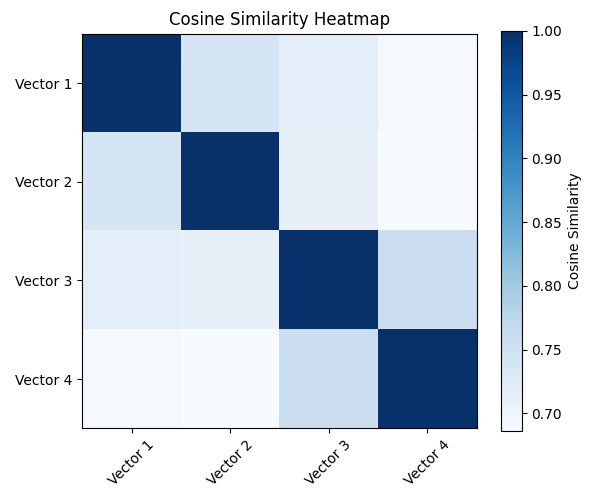 Cosine Similarity Heatmap
Vector 1
Vector 2
Vector 3
Vector 4
Vector 1
Vector 2
Vector 3
Vector 4
1.00
0.95
0.90
0.85
0.80
0.75
0.70
Cosine Similarity